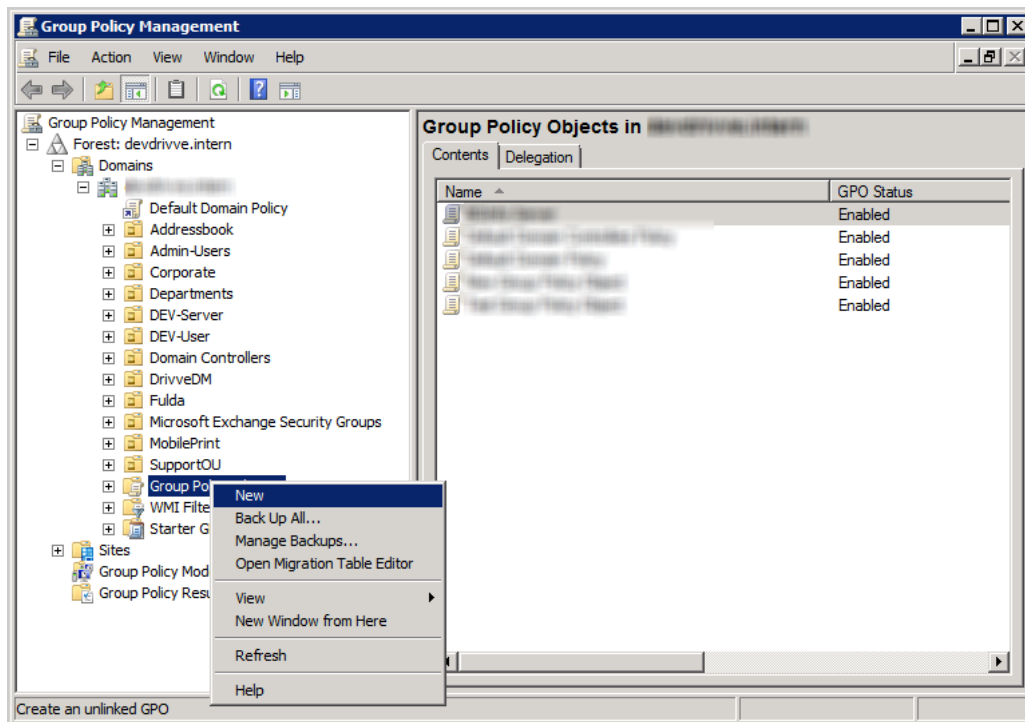 Group Policy Management
File Action View Window Help
Group Policy Management
Forest: devdrivve.intern
Domains
Default Domain Policy
Addressbook
Admin-Users
Corporate
Departments
DEV-Server
DEV-User
Domain Controllers
DrivveDM
Fulda
Microsoft Exchange Security Groups
MobilePrint
SupportOU
Group Po
WMI Filte
Starter G
Sites
Group Policy Mod
Group Policy Resu
New
Back Up All...
Manage Backups...
Open Migration Table Editor
View
New Window from Here
Refresh
Help
Group Policy Objects in
Contents Delegation
Name GPO Status
Enabled
Enabled
Enabled
Enabled
Enabled
Create an unlinked GPO